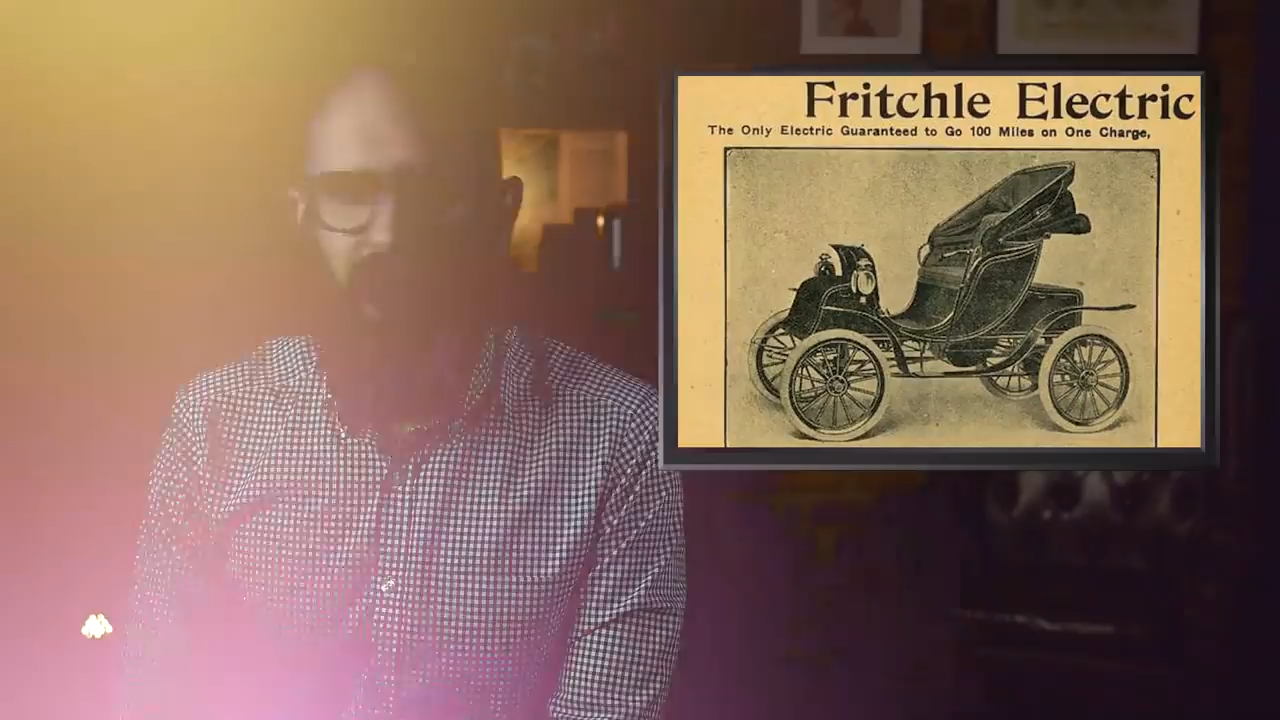 Fritchle Electric
The Only Electric Guaranteed to Go 100 Miles on One Charge,